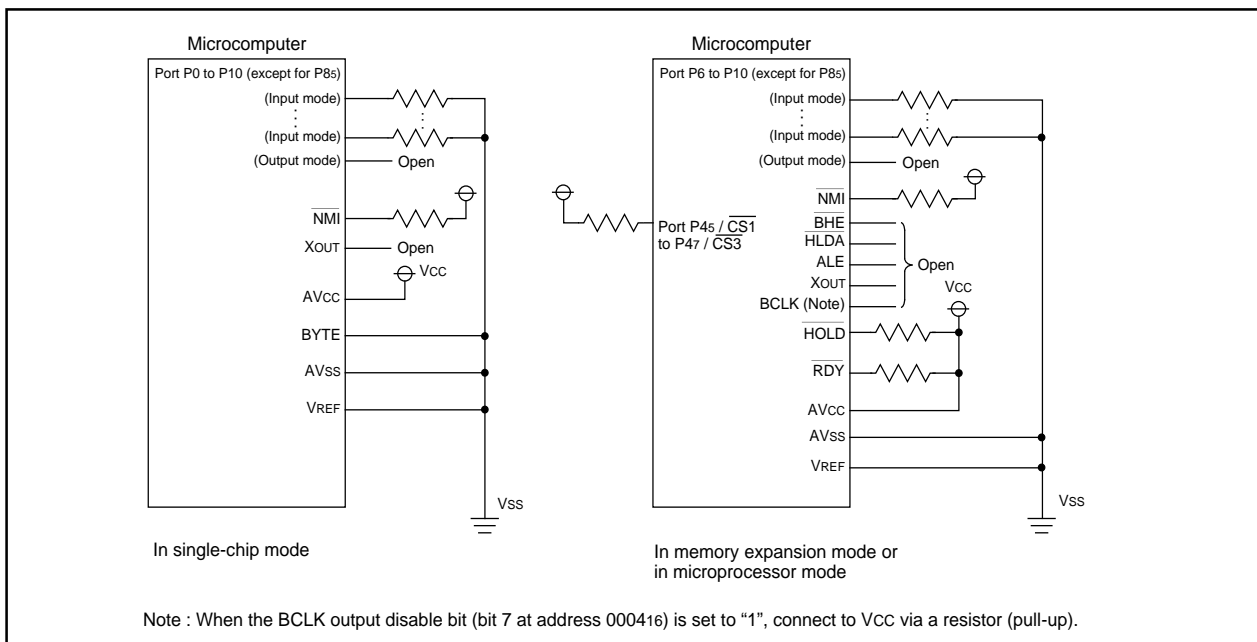 Microcomputer
Port P0 to P10 (except for P85)
(Input mode)
(Input mode)
(Output mode)
Open
NMI
XOUT
Open
VCC
AVCC
BYTE
AVSS
VREF
VSS
In single-chip mode
Microcomputer
Port P6 to P10 (except for P85)
(Input mode)
(Input mode)
(Output mode)
Open
NMI
Port P45 / CS1
to P47 / CS3
BHE
HLDA
ALE
XOUT
BCLK (Note)
Open
VCC
HOLD
RDY
AVCC
AVSS
VREF
VSS
In memory expansion mode or
in microprocessor mode
Note : When the BCLK output disable bit (bit 7 at address 000416) is set to “1”, connect to VCC via a resistor (pull-up).